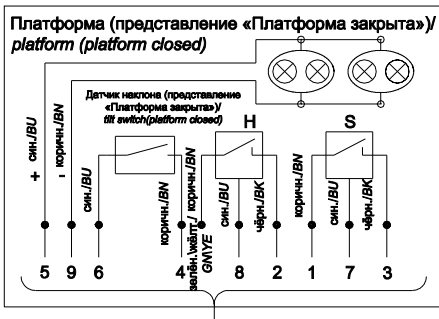 Платформа (представление «Платформа закрыта»)/
platform (platform closed)
Датчик наклона (представление
«Платформа закрыта»)/
tilt switch(platform closed)
+ син./BU
- коричн./BN
син./BU
коричн./BN
зелён.\жёлт./
GN\YE
коричн./BN
H
син./BU
чёрн./BK
S
коричн./BN
син./BU
чёрн./BK
5 9 6 4 8 2 1 7 3